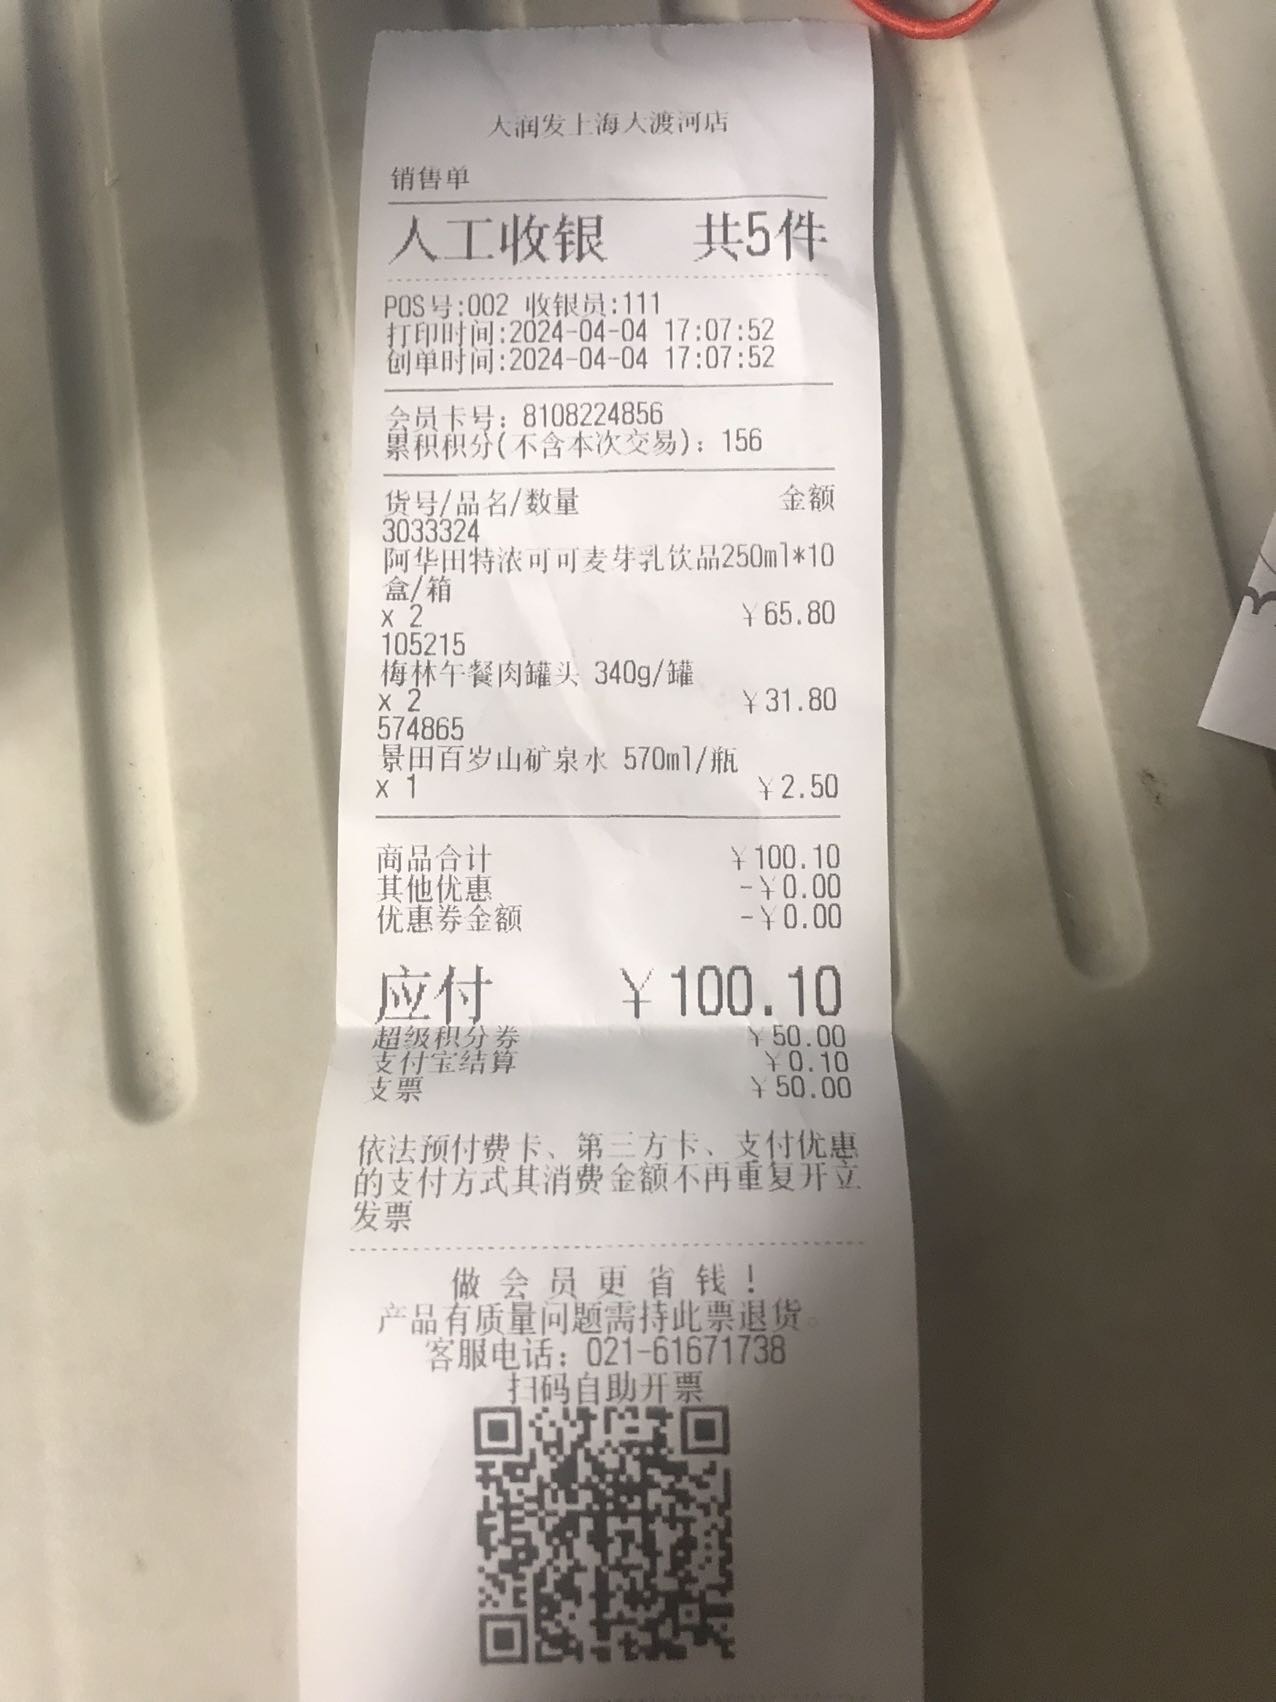 大润发上海大渡河店
销售单
人工收银 共5件
POS号:002 收银员:111
打印时间:2024-04-04 17:07:52
创单时间:2024-04-04 17:07:52
会员卡号：8108224856
累积积分(不含本次交易)：156
货号/品名/数量 金额
3033324
阿华田特浓可可麦芽乳饮品250ml*10
盒/箱
x 2 ￥65.80
105215
梅林午餐肉罐头 340g/罐
x 2 ￥31.80
574865
景田百岁山矿泉水 570ml/瓶
x 1 ￥2.50
商品合计 ￥100.10
其他优惠 -￥0.00
优惠券金额 -￥0.00
应付 ￥100.10
超级积分券 ￥50.00
支付宝结算 ￥0.10
支票 ￥50.00
依法预付费卡、第三方卡、支付优惠
的支付方式其消费金额不再重复开立
发票
做会员更省钱！
产品有质量问题需持此票退货。
客服电话：021-61671738
扫码自助开票